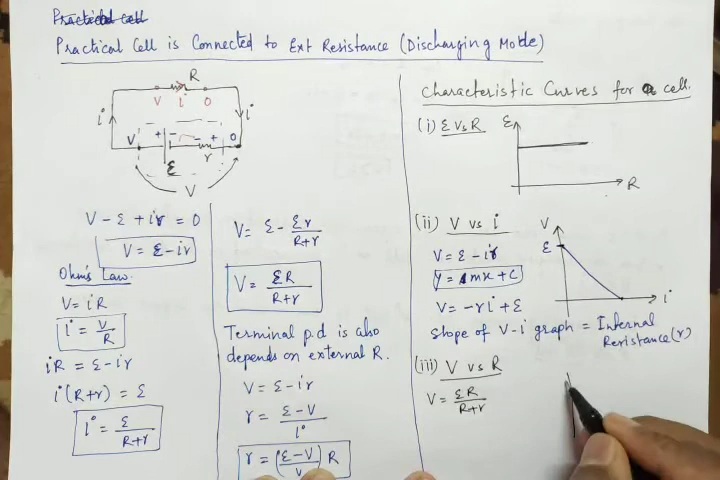 Practical cell
Practical Cell is Connected to Ext Resistance (Discharging Mode)
R
V i 0
i i
V + - - + 0
ε r
V
V - ε + ir = 0
V = ε - ir
Ohm's Law
V = iR
i = V/R
iR = ε - ir
i(R+r) = ε
i = ε/R+r
V = ε - εr/R+r
V = εR/R+r
Terminal p.d is also
depends on external R.
V = ε - ir
r = ε-V/i
r = (ε-V/V) R
Characteristic Curves for a cell.
(i) ε vs R
ε
R
(ii) V vs i
V
ε
i
V = ε - ir
y = mx + c
V = -ri + ε
Slope of V-i graph = Internal
Resistance(r)
(iii) V vs R
V = εR/R+r